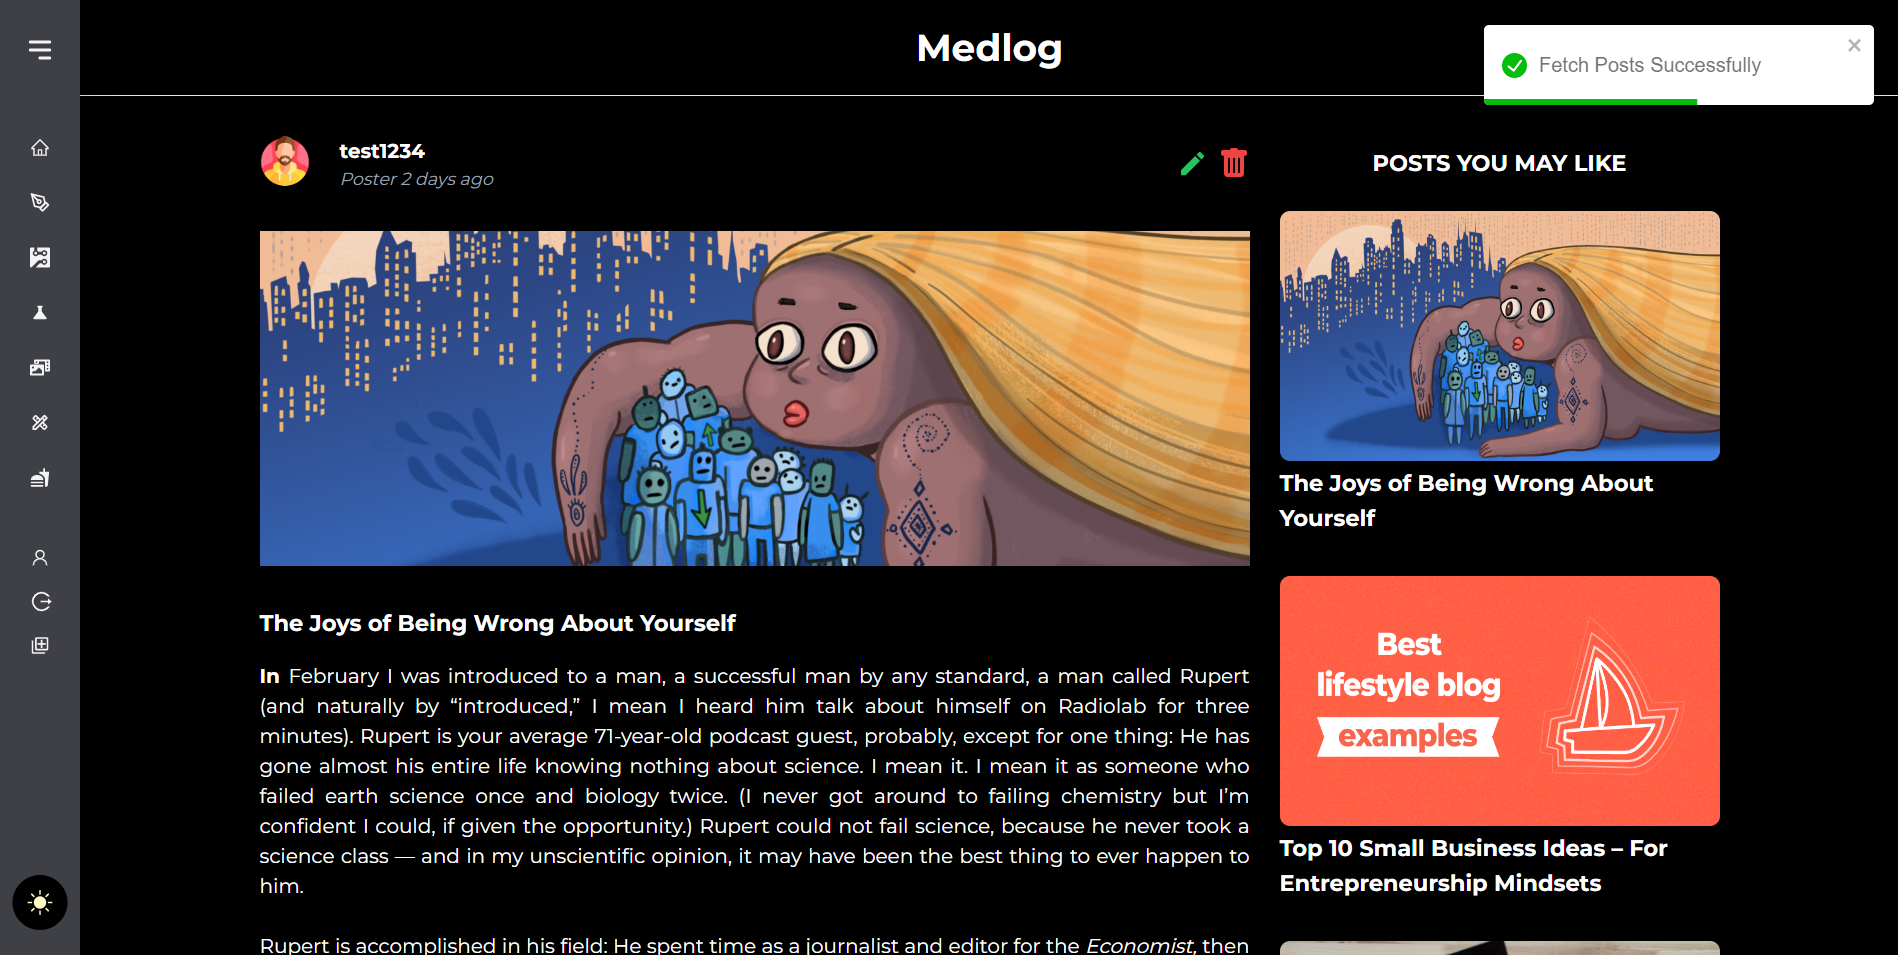 Medlog
Fetch Posts Successfully
test1234
Poster 2 days ago
The Joys of Being Wrong About Yourself
In February I was introduced to a man, a successful man by any standard, a man called Rupert
(and naturally by “introduced,” I mean I heard him talk about himself on Radiolab for three
minutes). Rupert is your average 71-year-old podcast guest, probably, except for one thing: He has
gone almost his entire life knowing nothing about science. I mean it. I mean it as someone who
failed earth science once and biology twice. (I never got around to failing chemistry but I’m
confident I could, if given the opportunity.) Rupert could not fail science, because he never took a
science class — and in my unscientific opinion, it may have been the best thing to ever happen to
him.
Rupert is accomplished in his field: He spent time as a journalist and editor for the Economist, then
POSTS YOU MAY LIKE
The Joys of Being Wrong About
Yourself
Best
lifestyle blog
examples
Top 10 Small Business Ideas – For
Entrepreneurship Mindsets